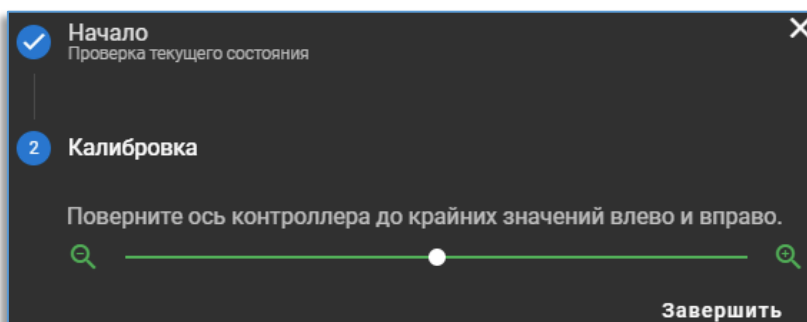 Начало
Проверка текущего состояния
2
Калибровка
Поверните ось контроллера до крайних значений влево и вправо.
Завершить